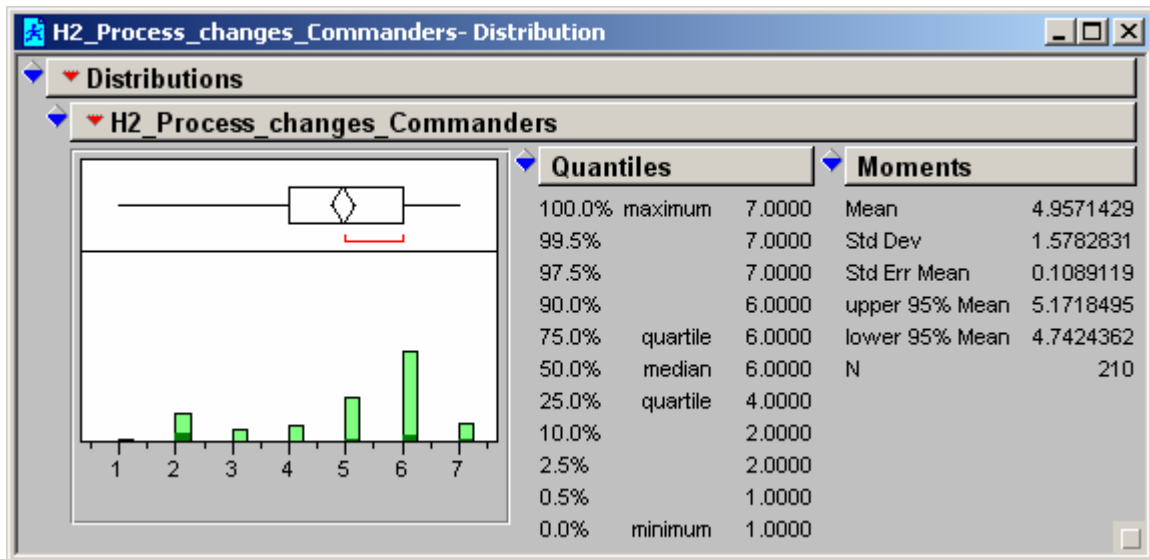 H2_Process_changes_Commanders- Distribution
Distributions
H2_Process_changes_Commanders
1 2 3 4 5 6 7
Quantiles
100.0% maximum 7.0000
99.5% 7.0000
97.5% 7.0000
90.0% 6.0000
75.0% quartile 6.0000
50.0% median 6.0000
25.0% quartile 4.0000
10.0% 2.0000
2.5% 2.0000
0.5% 1.0000
0.0% minimum 1.0000
Moments
Mean 4.9571429
Std Dev 1.5782831
Std Err Mean 0.1089119
upper 95% Mean 5.1718495
lower 95% Mean 4.7424362
N 210